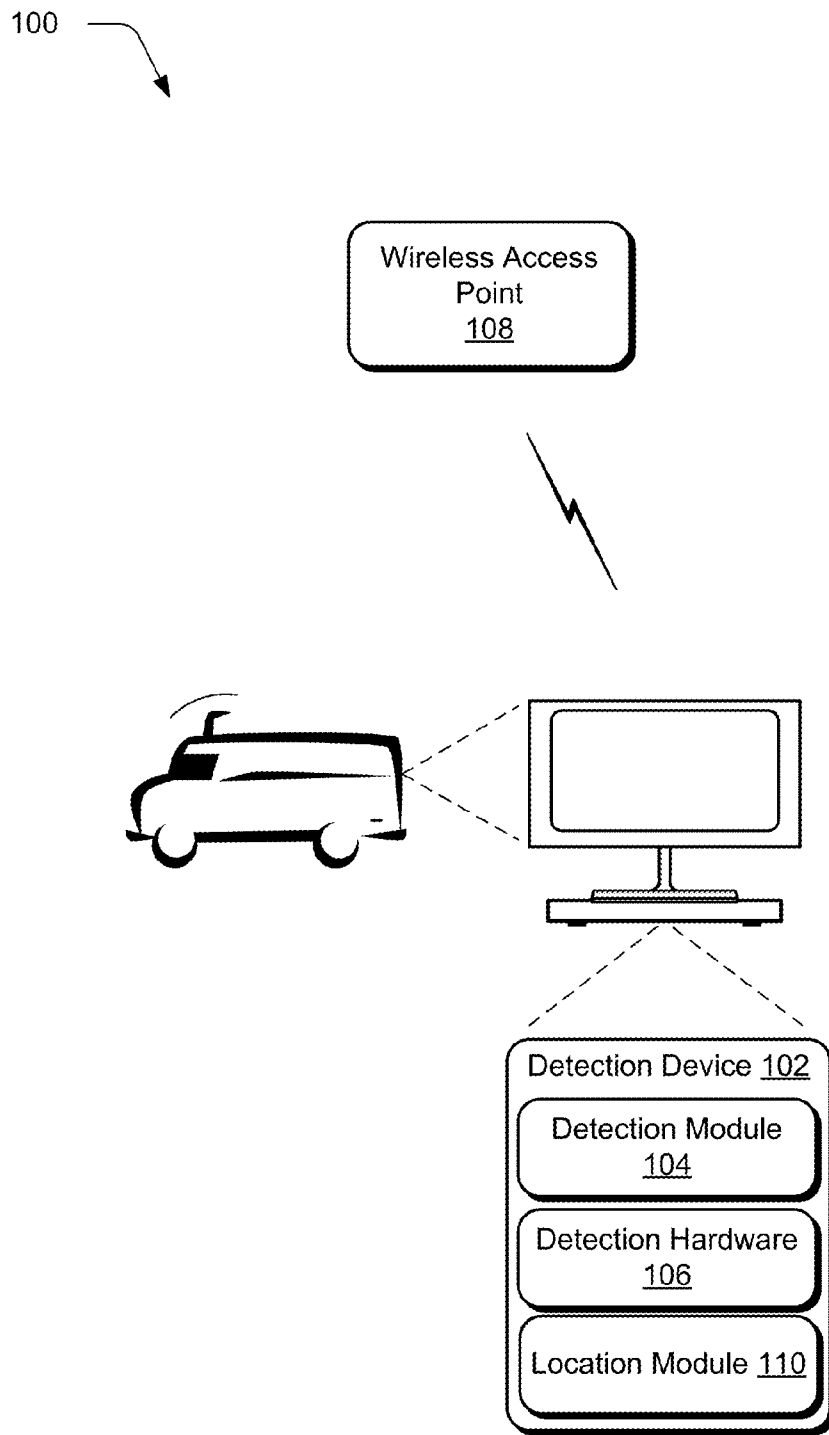 100
Wireless Access
Point
108
Detection Device 102
Detection Module
104
Detection Hardware
106
Location Module 110